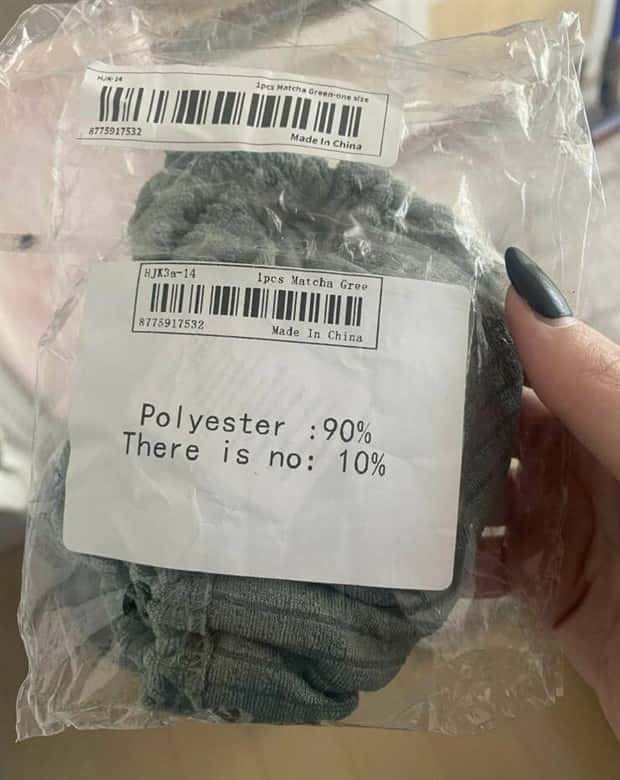 HJK-14
1pcs Matcha Green-one size
8775917532
Made In China
HJK3a-14
1pcs Matcha Gree
8775917532
Made In China
Polyester :90%
There is no: 10%